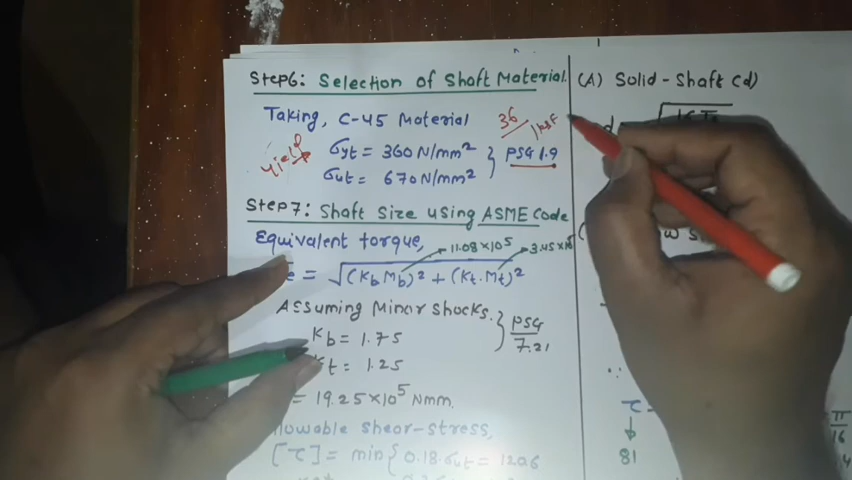 Step6: Selection of Shaft Material.
Taking, C-45 Material
36
kgf
yield
σyt = 360 N/mm²
σut = 670 N/mm²
} PSG 1.9
Step7: Shaft Size using ASME Code
Equivalent torque,
11.08×10⁵
= √(Kb Mb)² + (Kt. Mt)²
Assuming Minor Shocks.
Kb = 1.75
Kt = 1.25
} PSG
7.21
= 19.25×10⁵ Nmm.
shear-stress,
[τ] = min{0.18.σut = 120.6
(A) Solid-Shaft (d)
τ
81
π
16